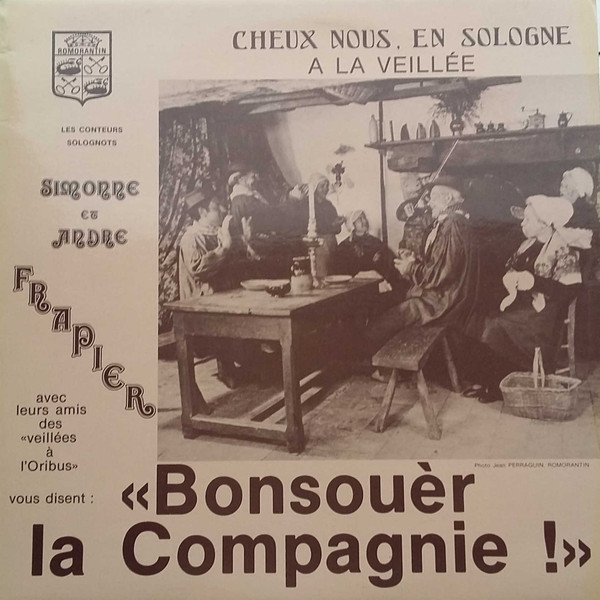 ROMORANTIN
CHEUX NOUS, EN SOLOGNE
A LA VEILLÉE
LES CONTEURS
SOLOGNOTS
SIMONNE
ET
ANDRE
FRAPIER
avec
leurs amis
des
«veillées
à
l'Oribus»
Photo Jean PERRAGUIN. ROMORANTIN
vous disent :
«Bonsouèr
la Compagnie !»